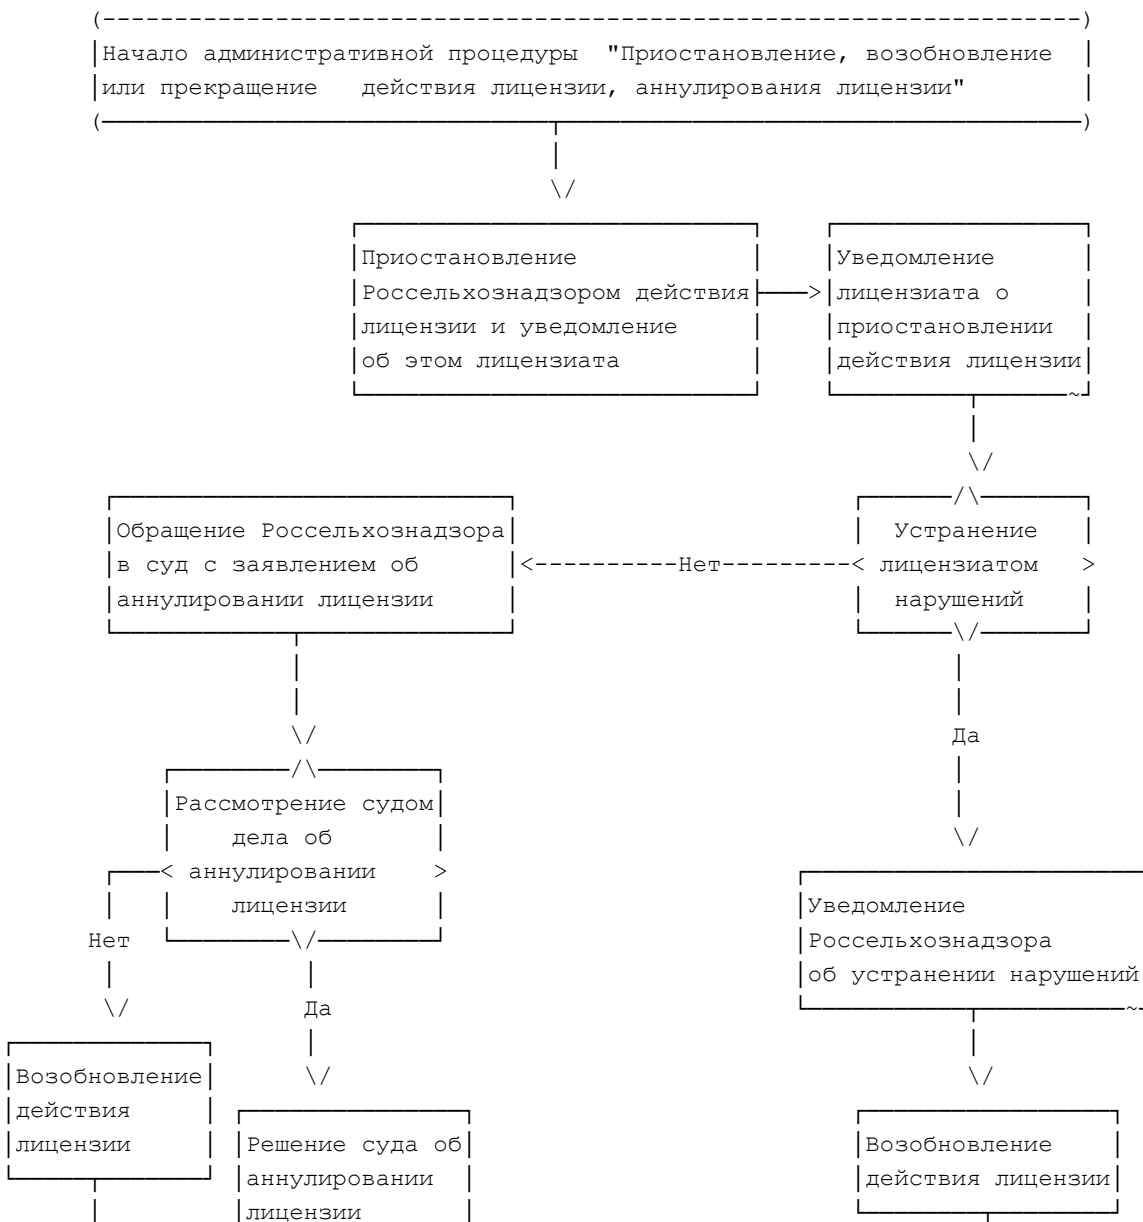 Начало административной процедуры "Приостановление, возобновление
или прекращение действия лицензии, аннулирования лицензии"
Приостановление
Россельхознадзором действия
лицензии и уведомление
об этом лицензиата
Уведомление
лицензиата о
приостановлении
действия лицензии
Обращение Россельхознадзора
в суд с заявлением об
аннулировании лицензии
Нет
Устранение
лицензиатом
нарушений
Да
Рассмотрение судом
дела об
аннулировании
лицензии
Нет
Да
Уведомление
Россельхознадзора
об устранении нарушений
Возобновление
действия
лицензии
Решение суда об
аннулировании
лицензии
Возобновление
действия лицензии